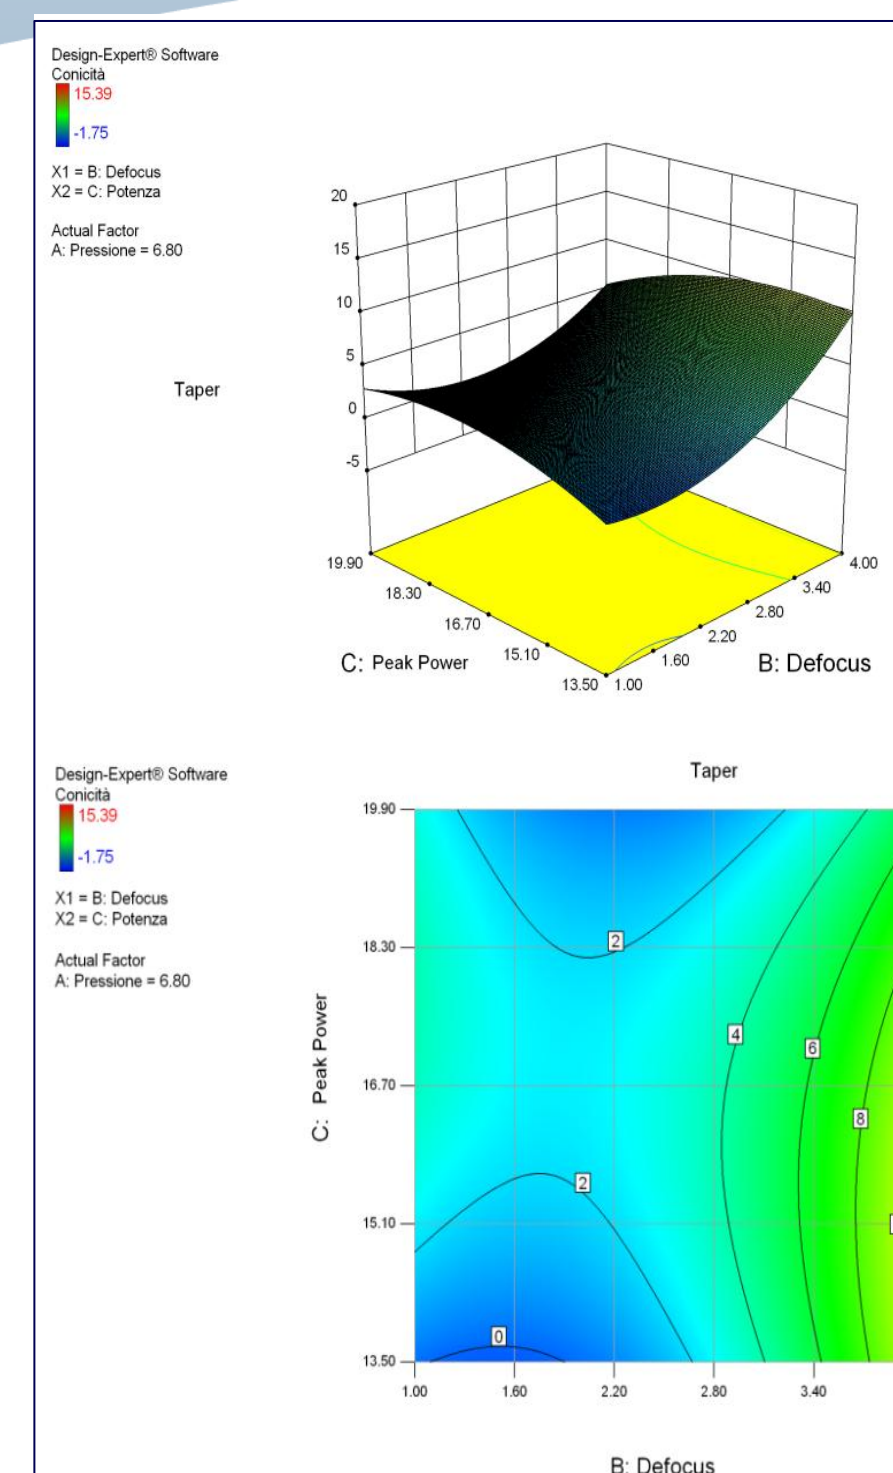 Design-Expert® Software
Conicità
15.39
-1.75
X1 = B: Defocus
X2 = C: Potenza
Actual Factor
A: Pressione = 6.80
Taper
20
15
10
5
0
-5
19.90
18.30
16.70
15.10
13.50
1.00
1.60
2.20
2.80
3.40
4.00
C: Peak Power
B: Defocus
Design-Expert® Software
Conicità
15.39
-1.75
X1 = B: Defocus
X2 = C: Potenza
Actual Factor
A: Pressione = 6.80
Taper
C: Peak Power
19.90
18.30
16.70
15.10
13.50
2
4
6
8
2
0
1.00
1.60
2.20
2.80
3.40
B: Defocus